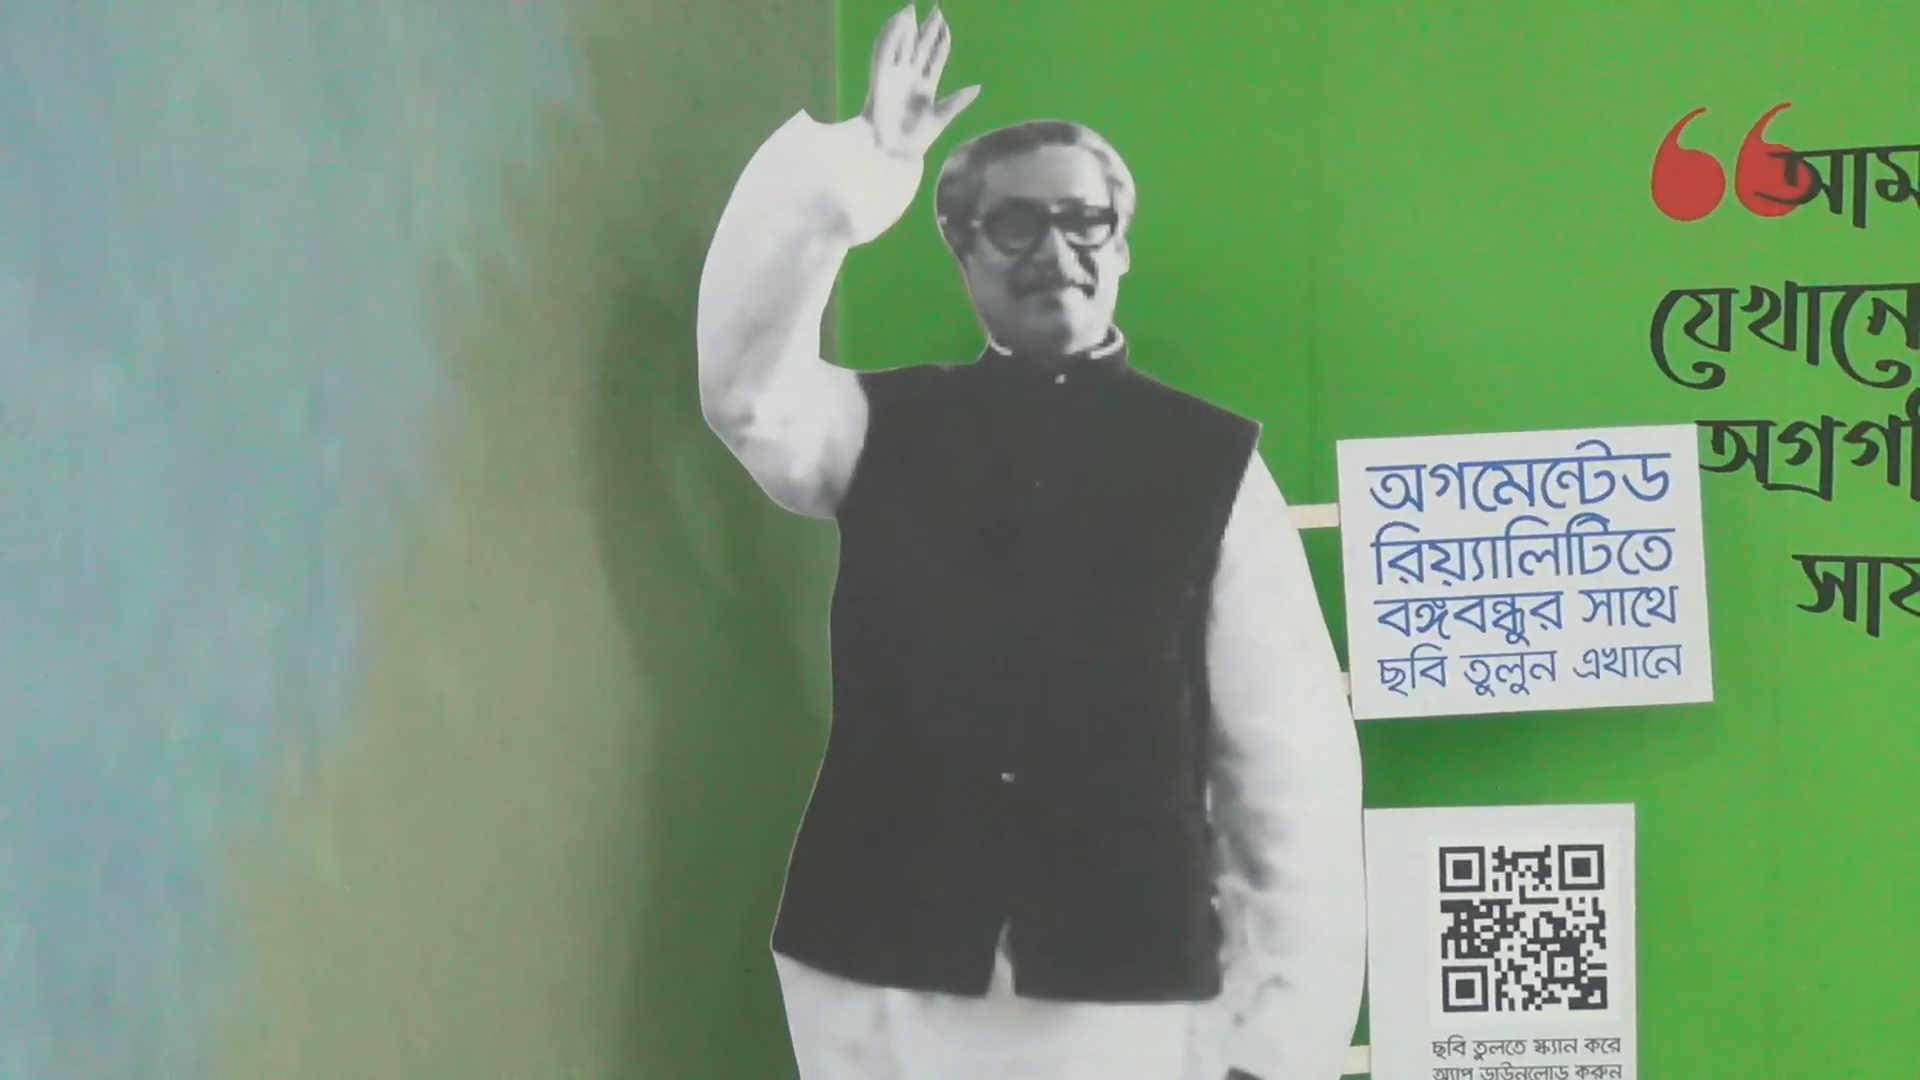 যেখানে
অগমেন্টেড
রিয়্যালিটিতে
বঙ্গবন্ধুর সাথে
ছবি তুলুন এখানে
ছবি তুলতে স্ক্যান করে
অ্যাপ ডাউনলোড করুন